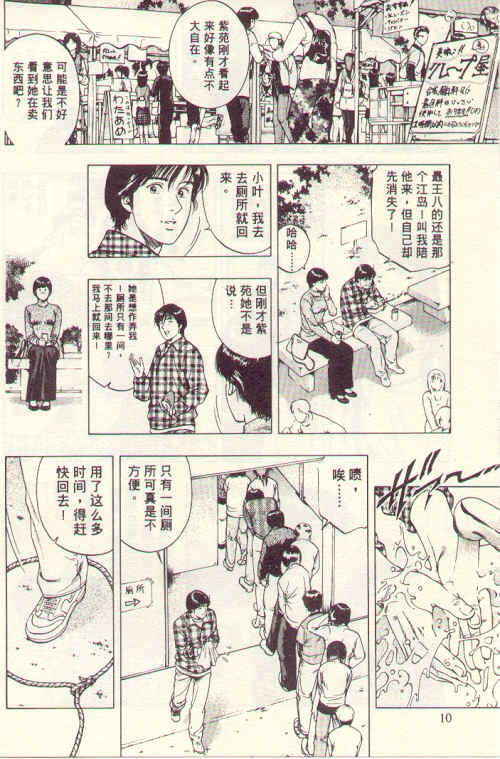 紫苑刚才看起
来好像有点不
大自在。
可能是不好
意思让我们
看到她在卖
东西吧？
わたあめ
クレープ屋
最王八的还是那
个江岛！叫我陪
他来，但自己却
先消失了！
哈哈……
小叶，我去
去厕所就回
来。
但刚才紫
苑她不是
说…
她是想作弄我
！厕所只有一间，
不去那间去哪里？
我马上就回来！
啧，
唉……
只有一间厕
所可真是不
方便。
厕所
→
用了这么多
时间，得赶
快回去！
10